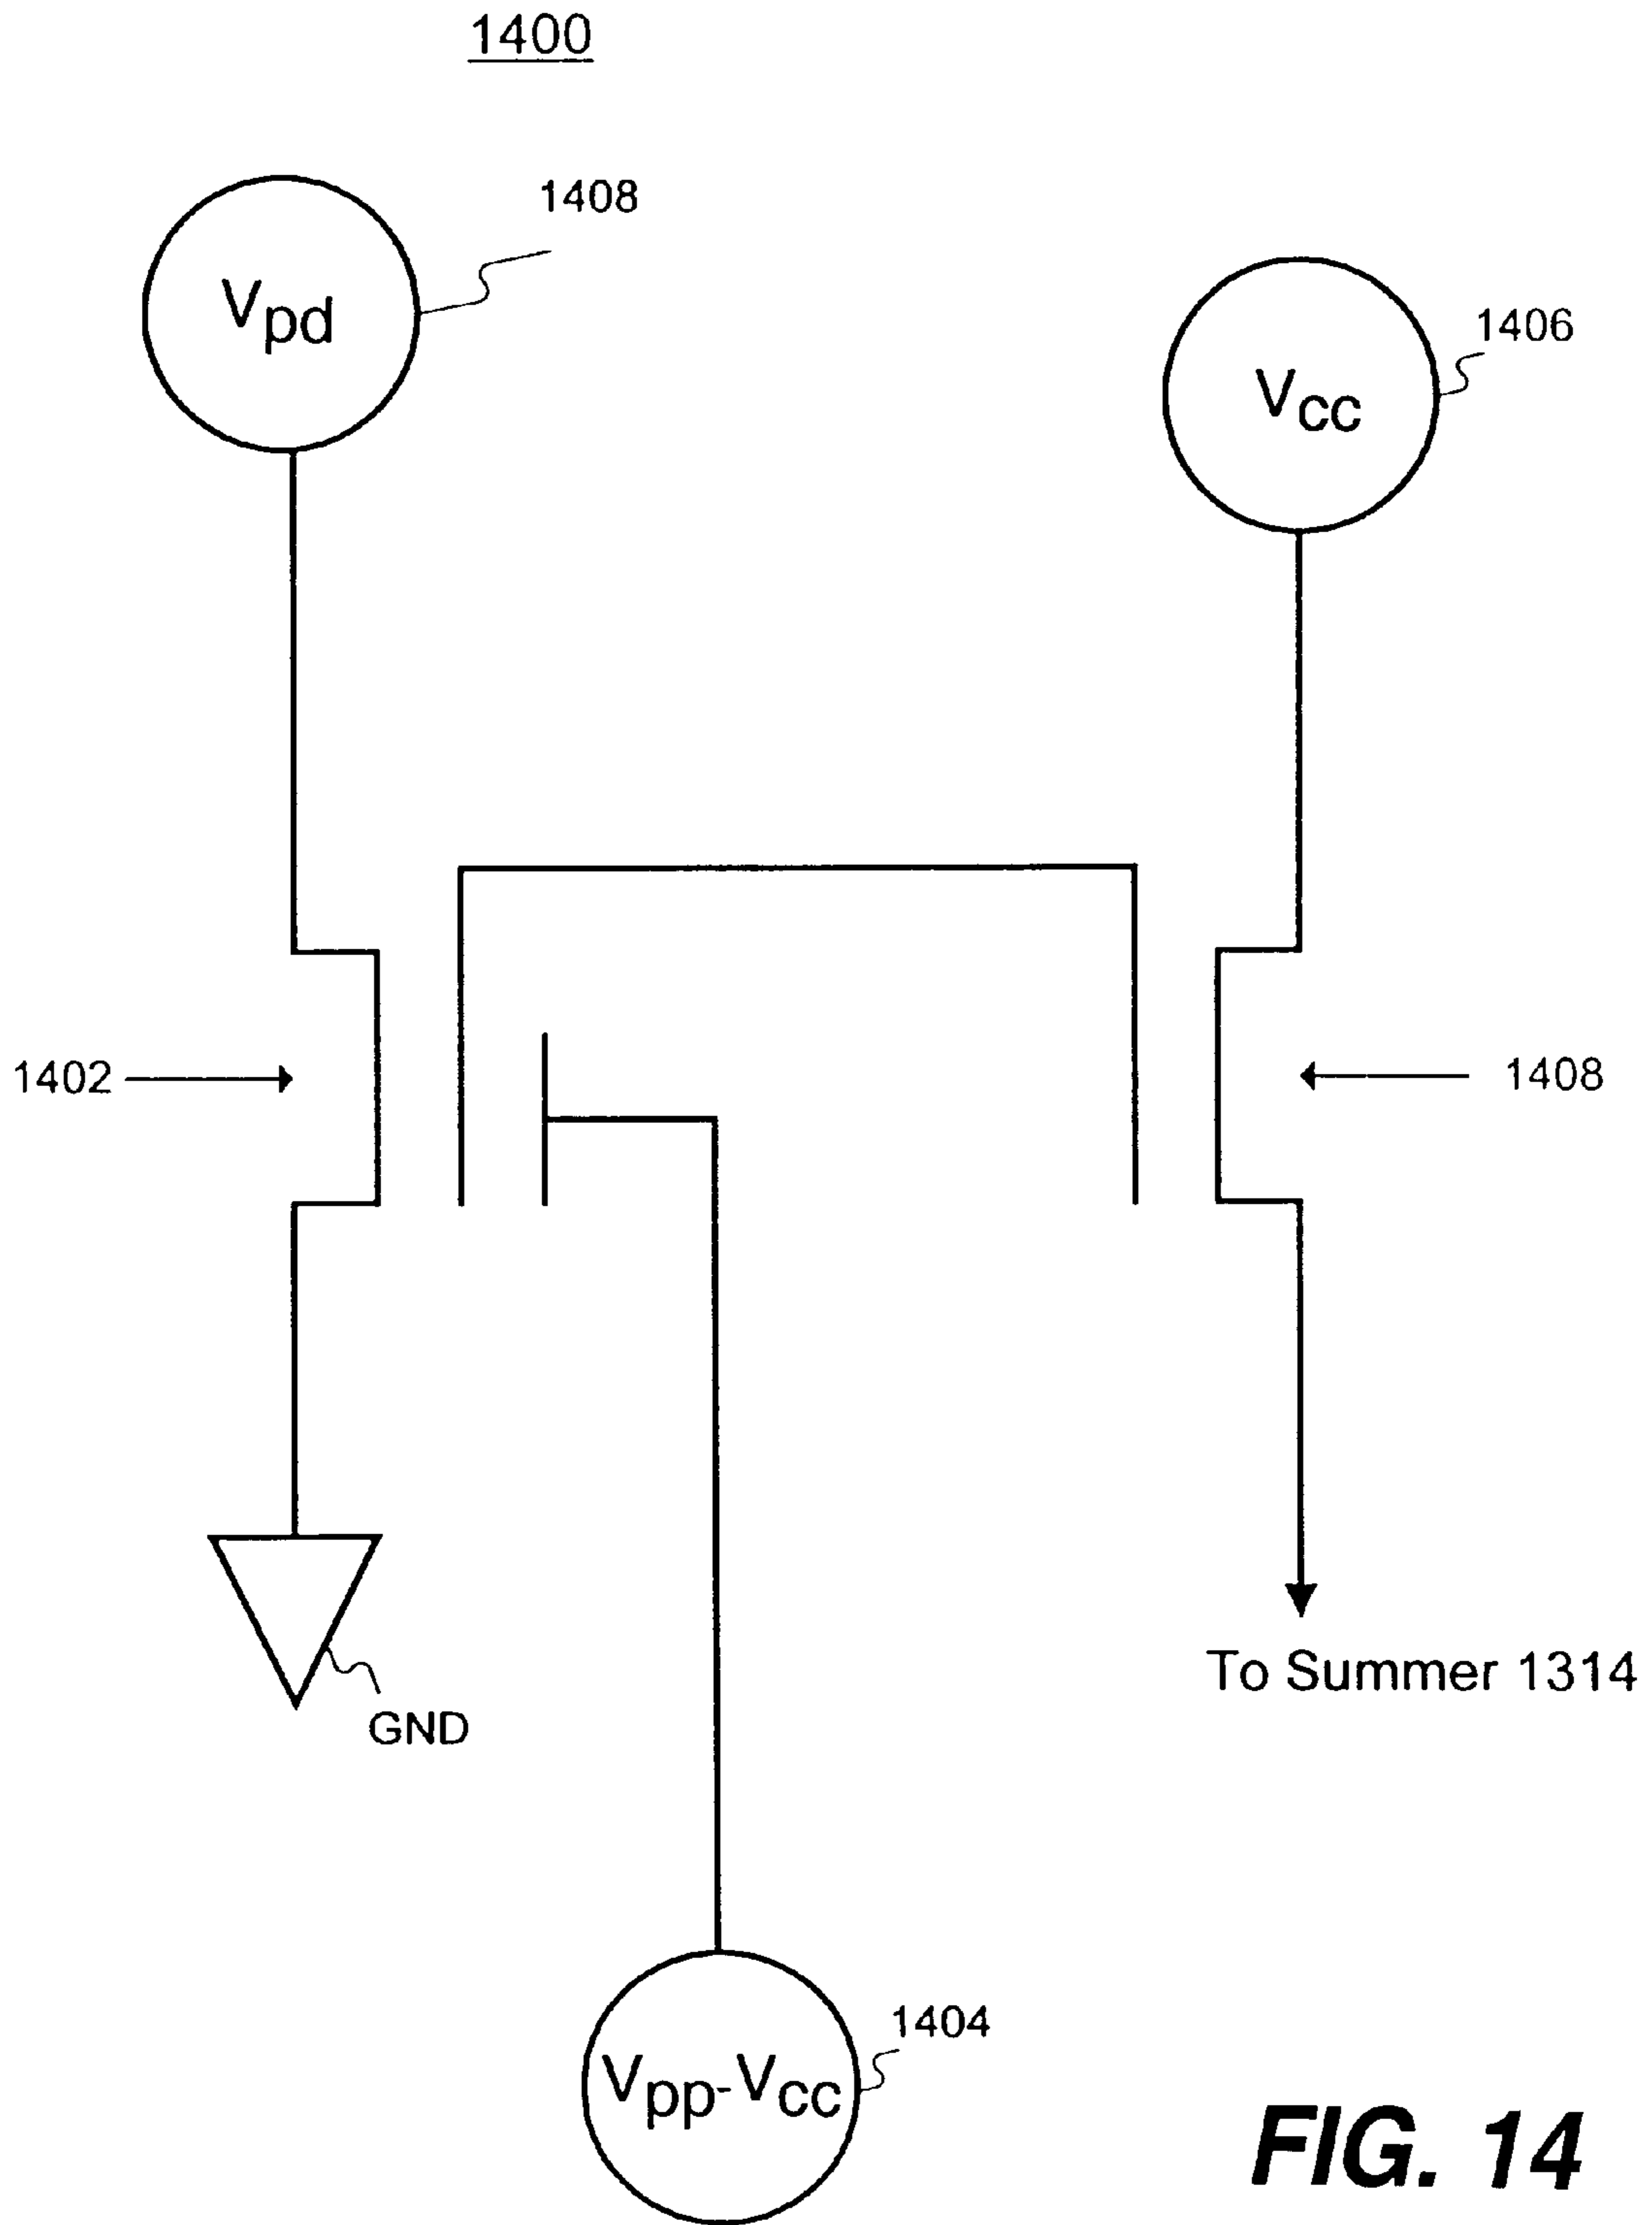 1400
1408
Vpd
1406
Vcc
1402
1408
To Summer 1314
GND
1404
Vpp-Vcc
FIG. 14